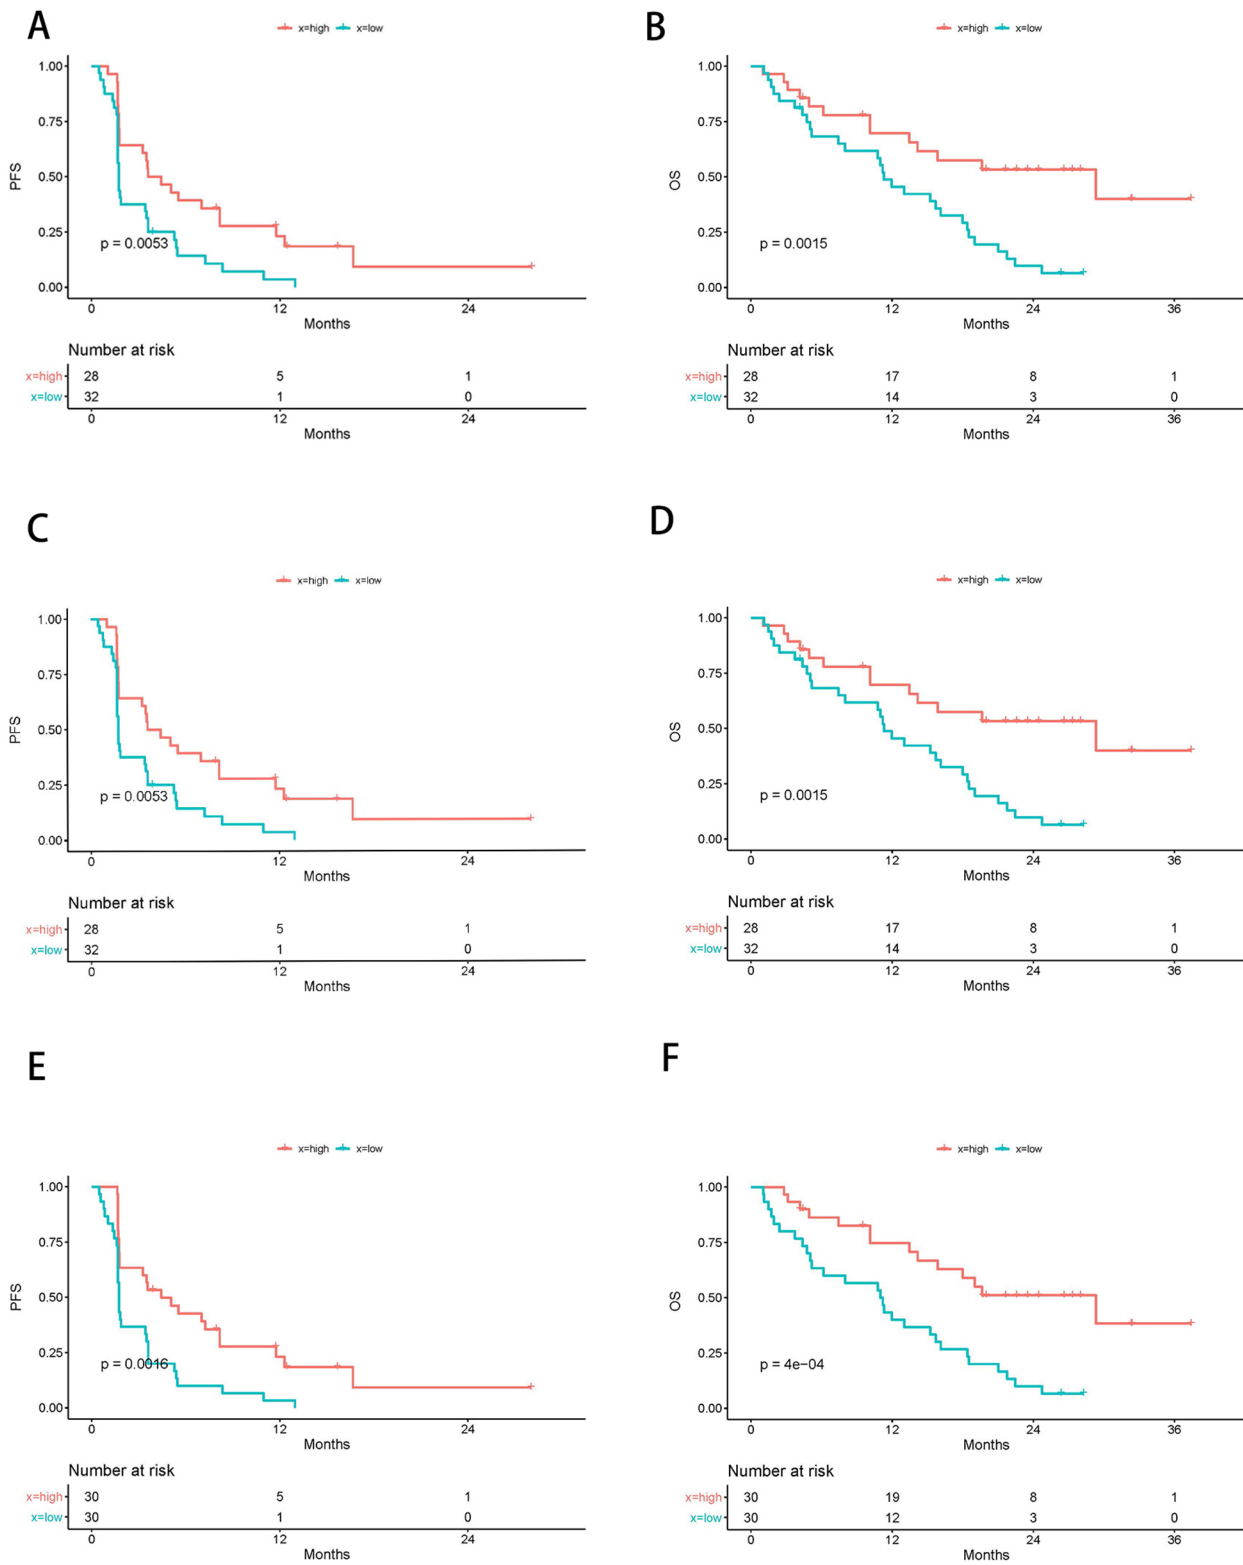 A
x=high x=low
1.00
0.75
0.50
0.25
0.00
PFS
p = 0.0053
0 12 24
Months
Number at risk
x=high 28 5 1
x=low 32 1 0
0 12 24
Months
B
x=high x=low
1.00
0.75
0.50
0.25
0.00
OS
p = 0.0015
0 12 24 36
Months
Number at risk
x=high 28 17 8 1
x=low 32 14 3 0
0 12 24 36
Months
C
x=high x=low
1.00
0.75
0.50
0.25
0.00
PFS
p = 0.0053
0 12 24
Months
Number at risk
x=high 28 5 1
x=low 32 1 0
0 12 24
Months
D
x=high x=low
1.00
0.75
0.50
0.25
0.00
OS
p = 0.0015
0 12 24 36
Months
Number at risk
x=high 28 17 8 1
x=low 32 14 3 0
0 12 24 36
Months
E
x=high x=low
1.00
0.75
0.50
0.25
0.00
PFS
p = 0.0016
0 12 24
Months
Number at risk
x=high 30 5 1
x=low 30 1 0
0 12 24
Months
F
x=high x=low
1.00
0.75
0.50
0.25
0.00
OS
p = 4e−04
0 12 24 36
Months
Number at risk
x=high 30 19 8 1
x=low 30 12 3 0
0 12 24 36
Months